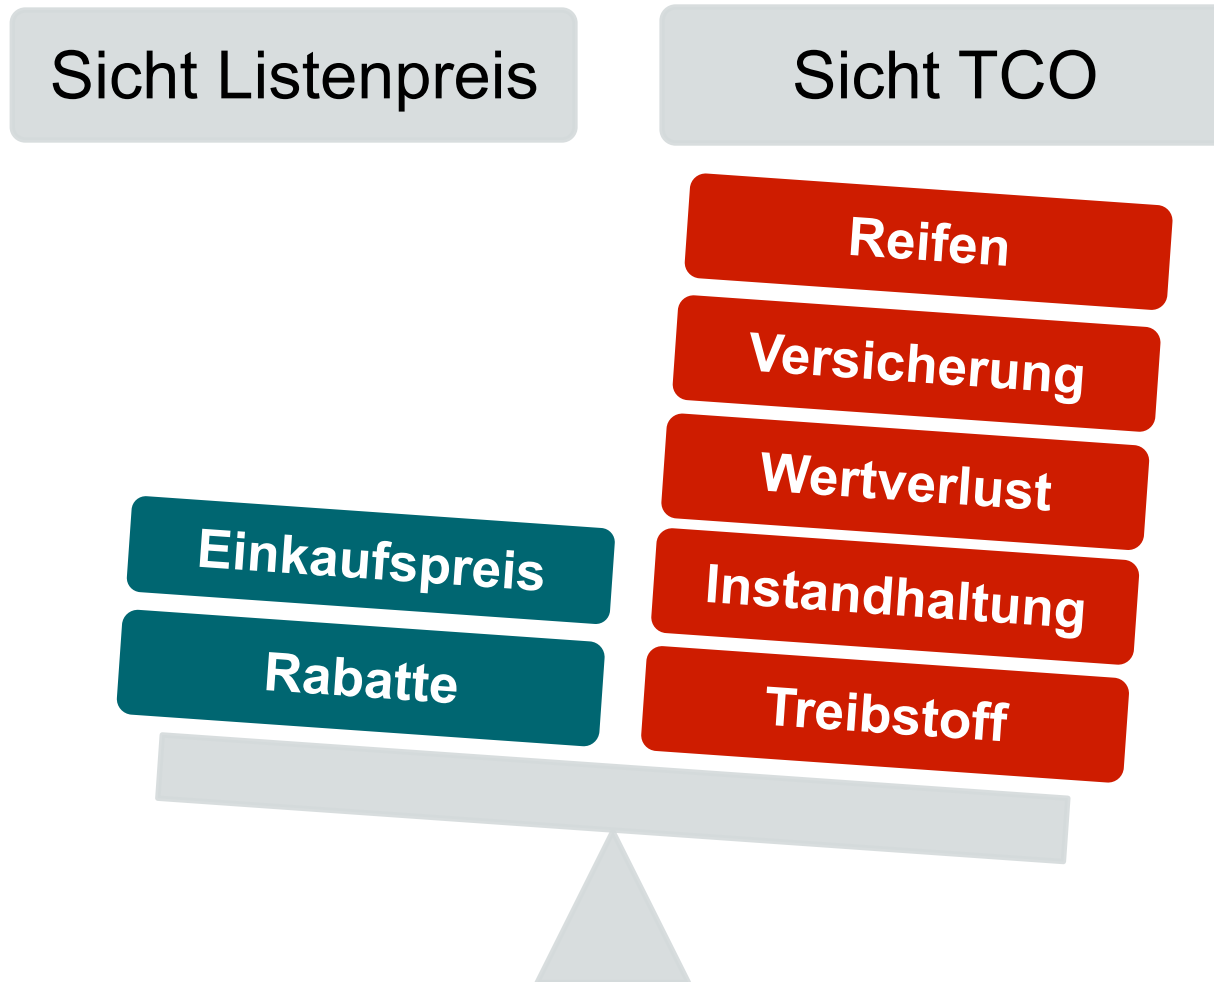 Sicht Listenpreis
Sicht TCO
Einkaufspreis
Rabatte
Reifen
Versicherung
Wertverlust
Instandhaltung
Treibstoff